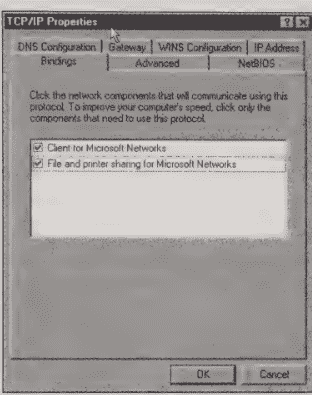 TCP/IP Properties
DNS Configuration Gateway WINS Configuration IP Address
Bindings Advanced NetBIOS
Click the network components that will communicate using this
protocol. To improve your computer's speed, click only the
components that need to use this protocol.
Client for Microsoft Networks
File and printer sharing for Microsoft Networks
OK Cancel